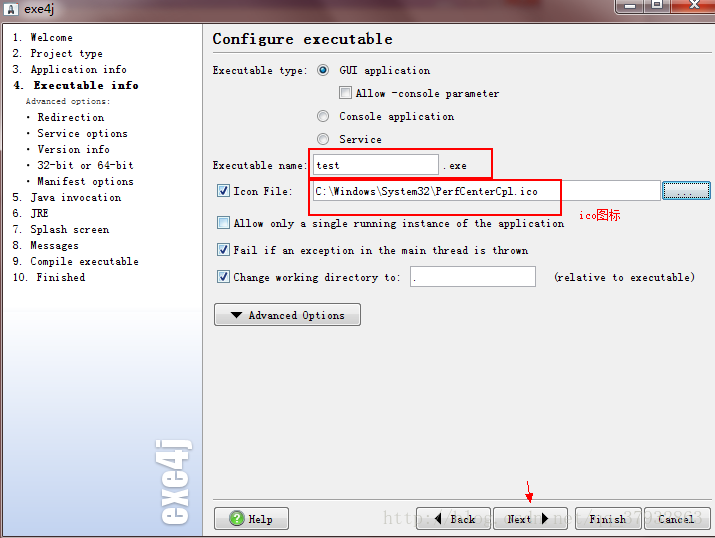 exe4j
1. Welcome
2. Project type
3. Application info
4. Executable info
Advanced options:
• Redirection
• Service options
• Version info
• 32-bit or 64-bit
• Manifest options
5. Java invocation
6. JRE
7. Splash screen
8. Messages
9. Compile executable
10. Finished
exe4j
Configure executable
Executable type: GUI application
Allow -console parameter
Console application
Service
Executable name: test .exe
Icon File: C:\Windows\System32\PerfCenterCpl.ico ...
ico图标
Allow only a single running instance of the application
Fail if an exception in the main thread is thrown
Change working directory to: . (relative to executable)
Advanced Options
Help Back Next Finish Cancel